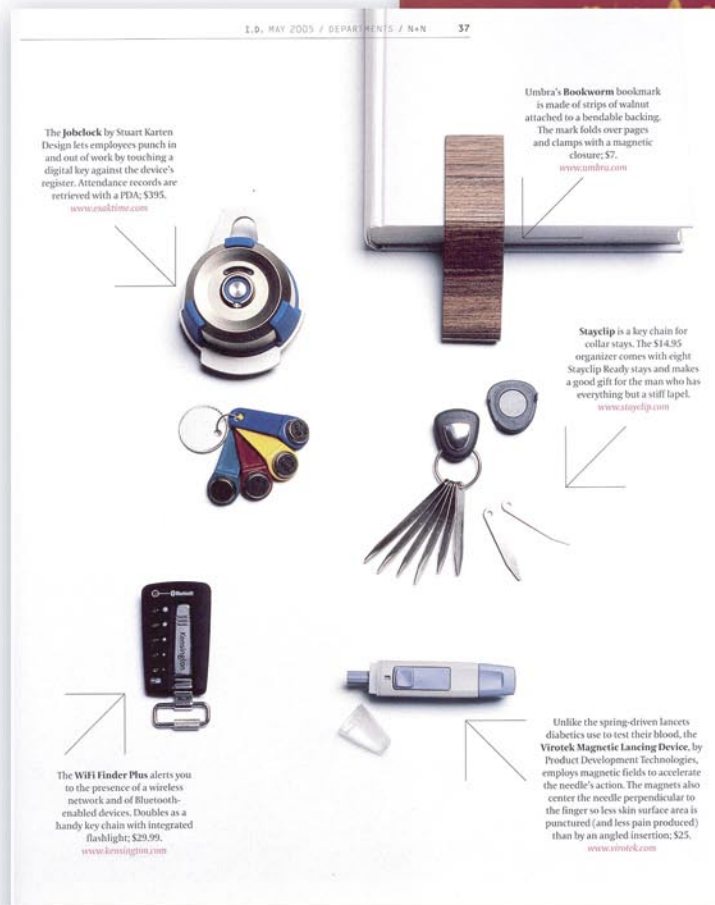 I.D. MAY 2005 / DEPARTMENTS / N+N 37
Umbra's Bookworm bookmark
is made of strips of walnut
attached to a bendable backing.
The mark folds over pages
and clamps with a magnetic
closure; $7.
www.umbra.com
The Jobclock by Stuart Karten
Design lets employees punch in
and out of work by touching a
digital key against the device's
register. Attendance records are
retrieved with a PDA; $395.
www.exaktime.com
Stayclip is a key chain for
collar stays. The $14.95
organizer comes with eight
Stayclip Ready stays and makes
a good gift for the man who has
everything but a stiff lapel.
www.stayclip.com
Bluetooth
Kensington
The WiFi Finder Plus alerts you
to the presence of a wireless
network and of Bluetooth-
enabled devices. Doubles as a
handy key chain with integrated
flashlight; $29.99.
www.kensington.com
Unlike the spring-driven lancets
diabetics use to test their blood, the
Virotek Magnetic Lancing Device, by
Product Development Technologies,
employs magnetic fields to accelerate
the needle's action. The magnets also
center the needle perpendicular to
the finger so less skin surface area is
punctured (and less pain produced)
than by an angled insertion; $25.
www.virotek.com